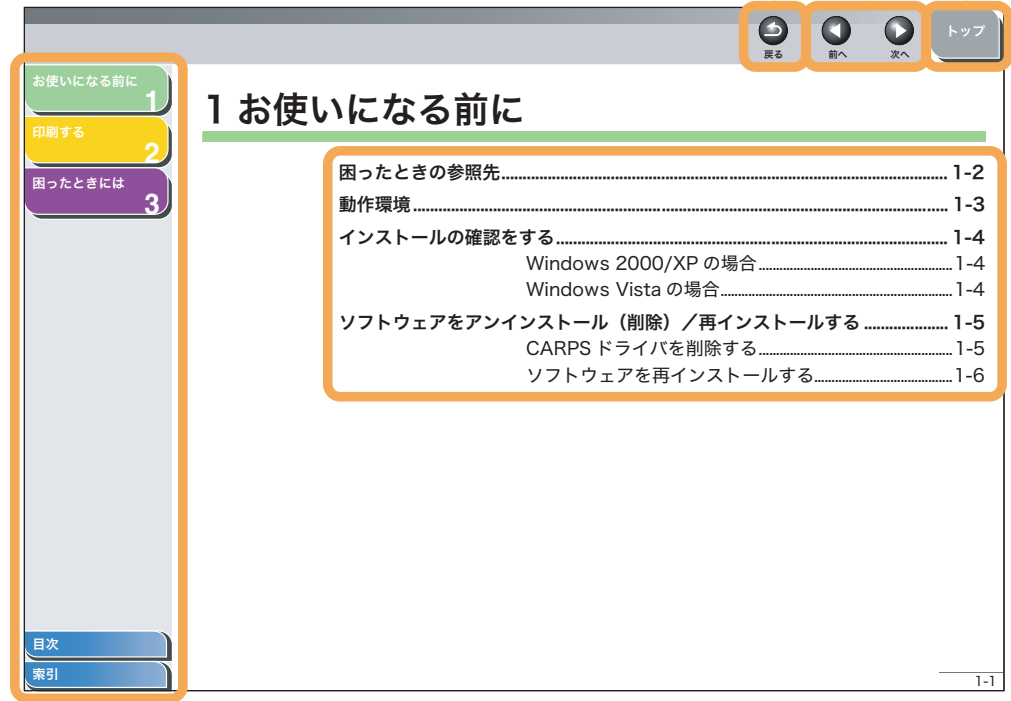 戻る
前へ
次へ
トップ
お使いになる前に
1
印刷する
2
困ったときには
3
目次
索引
1 お使いになる前に
困ったときの参照先 1-2
動作環境 1-3
インストールの確認をする 1-4
Windows 2000/XP の場合 1-4
Windows Vista の場合 1-4
ソフトウェアをアンインストール（削除）／再インストールする 1-5
CARPS ドライバを削除する 1-5
ソフトウェアを再インストールする 1-6
1-1